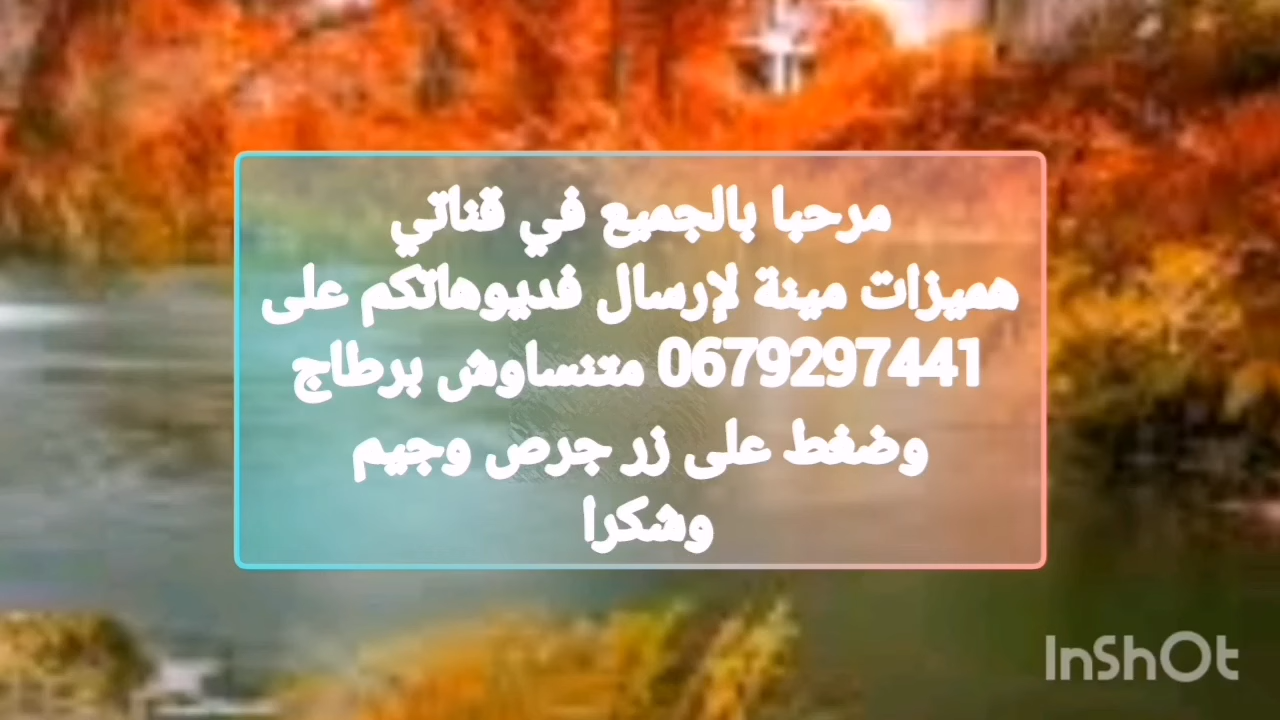 مرحبا بالجميع في قناتي
هميزات مينة لإرسال فديوهاتكم على
0679297441 متنساوش برطاج
وضغط على زر جرص وجيم
وشكرا
InShOt